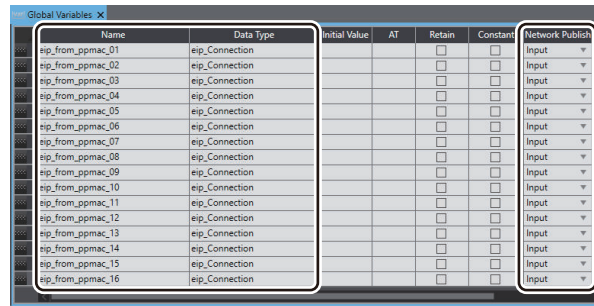 Global Variables X
Name Data Type Initial Value AT Retain Constant Network Publish
eip_from_ppmac_01 eip_Connection Input
eip_from_ppmac_02 eip_Connection Input
eip_from_ppmac_03 eip_Connection Input
eip_from_ppmac_04 eip_Connection Input
eip_from_ppmac_05 eip_Connection Input
eip_from_ppmac_06 eip_Connection Input
eip_from_ppmac_07 eip_Connection Input
eip_from_ppmac_08 eip_Connection Input
eip_from_ppmac_09 eip_Connection Input
eip_from_ppmac_10 eip_Connection Input
eip_from_ppmac_11 eip_Connection Input
eip_from_ppmac_12 eip_Connection Input
eip_from_ppmac_13 eip_Connection Input
eip_from_ppmac_14 eip_Connection Input
eip_from_ppmac_15 eip_Connection Input
eip_from_ppmac_16 eip_Connection Input